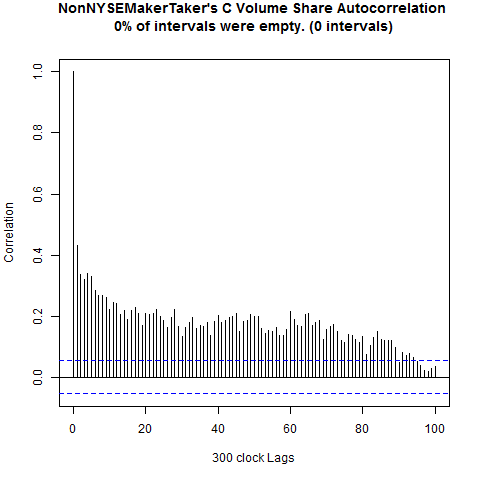 NonNYSEMakerTaker's C Volume Share Autocorrelation
0% of intervals were empty. (0 intervals)
1.0
0.8
0.6
0.4
0.2
0.0
Correlation
0 20 40 60 80 100
300 clock Lags